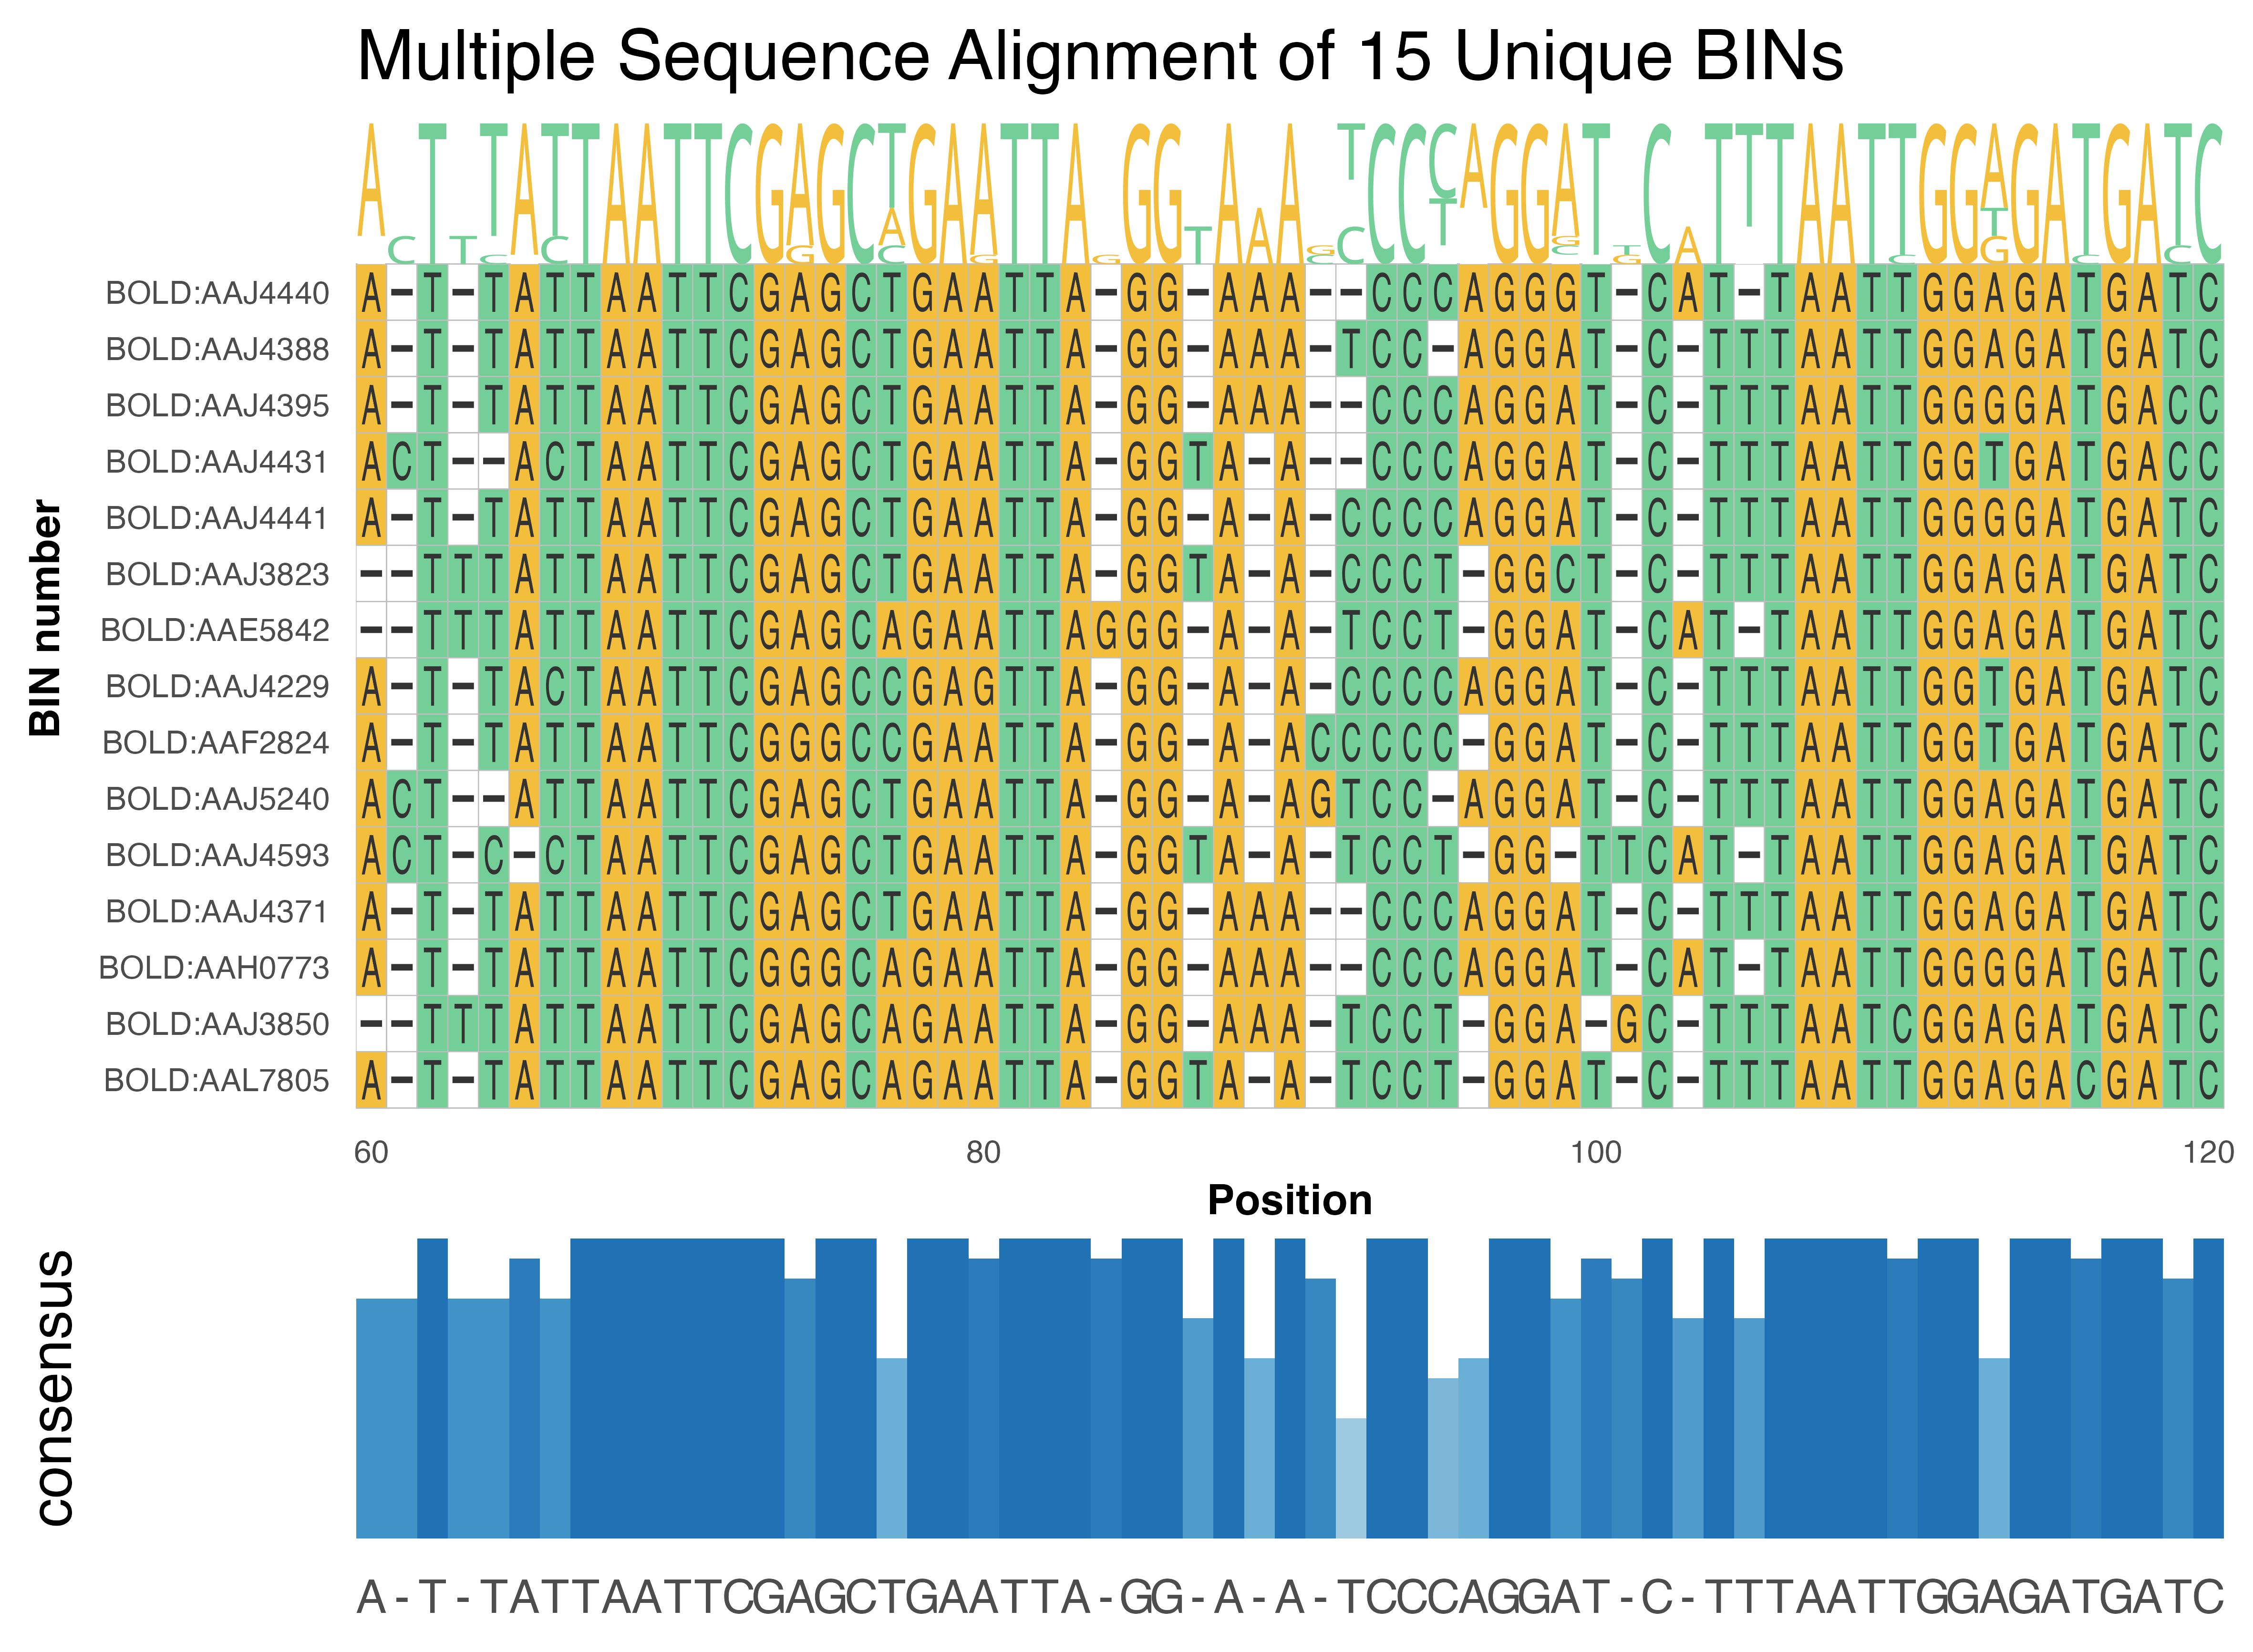 Multiple Sequence Alignment of 15 Unique BINs
ACTTTATTAATTCGAGCTGAATTAGGGTAAAGTCCCAGGATTCATTTAATTGGAGATGATC
BOLD:AAJ4440 A-T-TATTAATTCGAGCTGAATTA-GG-AAA--CCCAGGGT-CAT-TAATTGGAGATGATC
BOLD:AAJ4388 A-T-TATTAATTCGAGCTGAATTA-GG-AAA-TCC-AGGAT-C-TTTAATTGGAGATGATC
BOLD:AAJ4395 A-T-TATTAATTCGAGCTGAATTA-GG-AAA--CCCAGGAT-C-TTTAATTGGGGATGACC
BOLD:AAJ4431 ACT--ACTAATTCGAGCTGAATTA-GGTA-A--CCCAGGAT-C-TTTAATTGGTGATGACC
BOLD:AAJ4441 A-T-TATTAATTCGAGCTGAATTA-GG-A-A-CCCCAGGAT-C-TTTAATTGGGGATGATC
BOLD:AAJ3823 --TTTATTAATTCGAGCTGAATTA-GGTA-A-CCCT-GGCT-C-TTTAATTGGAGATGATC
BOLD:AAE5842 --TTTATTAATTCGAGCAGAATTAGGG-A-A-TCCT-GGAT-CAT-TAATTGGAGATGATC
BOLD:AAJ4229 A-T-TACTAATTCGAGCCGAGTTA-GG-A-A-CCCCAGGAT-C-TTTAATTGGTGATGATC
BOLD:AAF2824 A-T-TATTAATTCGGGCCGAATTA-GG-A-ACCCCC-GGAT-C-TTTAATTGGTGATGATC
BOLD:AAJ5240 ACT--ATTAATTCGAGCTGAATTA-GG-A-AGTCC-AGGAT-C-TTTAATTGGAGATGATC
BOLD:AAJ4593 ACT-C-CTAATTCGAGCTGAATTA-GGTA-A-TCCT-GG-TTCAT-TAATTGGAGATGATC
BOLD:AAJ4371 A-T-TATTAATTCGAGCTGAATTA-GG-AAA--CCCAGGAT-C-TTTAATTGGAGATGATC
BOLD:AAH0773 A-T-TATTAATTCGGGCAGAATTA-GG-AAA--CCCAGGAT-CAT-TAATTGGGGATGATC
BOLD:AAJ3850 --TTTATTAATTCGAGCAGAATTA-GG-AAA-TCCT-GGA-GC-TTTAATCGGAGATGATC
BOLD:AAL7805 A-T-TATTAATTCGAGCAGAATTA-GGTA-A-TCCT-GGAT-C-TTTAATTGGAGACGATC
BIN number
60 80 100 120
Position
consensus
A-T-TATTAATTCGAGCTGAATTA-GG-A-A-TCCCAGGAT-C-TTTAATTGGAGATGATC